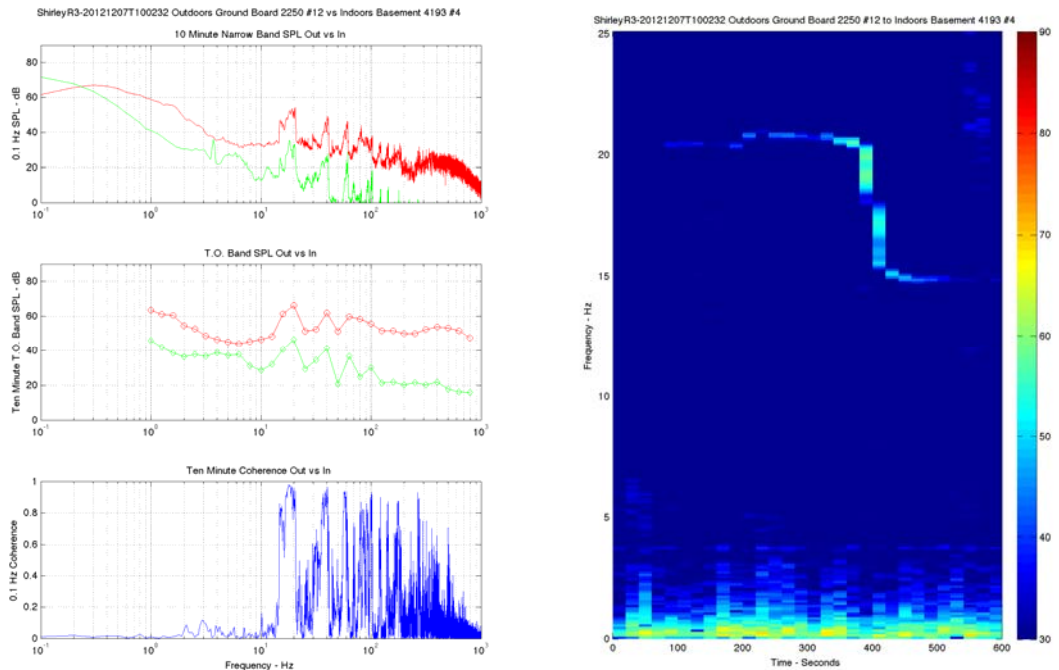 ShirleyR3-20121207T100232 Outdoors Ground Board 2250 #12 vs Indoors Basement 4193 #4
10 Minute Narrow Band SPL Out vs In
0.1 Hz SPL - dB
80
60
40
20
0
10⁻¹ 10⁰ 10¹ 10² 10³
T.O. Band SPL Out vs In
Ten Minute T.O. Band SPL - dB
80
60
40
20
0
10⁻¹ 10⁰ 10¹ 10² 10³
Ten Minute Coherence Out vs In
0.1 Hz Coherence
1
0.8
0.6
0.4
0.2
0
10⁻¹ 10⁰ 10¹ 10² 10³
Frequency - Hz
ShirleyR3-20121207T100232 Outdoors Ground Board 2250 #12 to Indoors Basement 4193 #4
Frequency - Hz
25
20
15
10
5
0
0 100 200 300 400 500 600
Time - Seconds
90
80
70
60
50
40
30